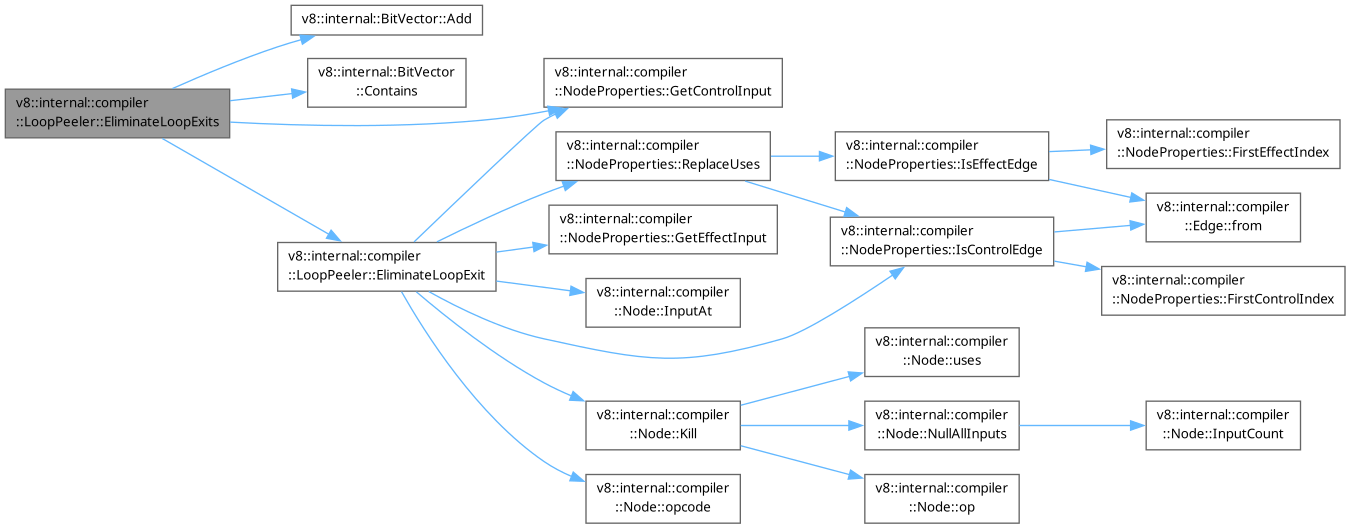 v8::internal::BitVector::Add
v8::internal::BitVector
::Contains
v8::internal::compiler
::LoopPeeler::EliminateLoopExits
v8::internal::compiler
::NodeProperties::GetControlInput
v8::internal::compiler
::NodeProperties::ReplaceUses
v8::internal::compiler
::NodeProperties::IsEffectEdge
v8::internal::compiler
::NodeProperties::FirstEffectIndex
v8::internal::compiler
::Edge::from
v8::internal::compiler
::NodeProperties::GetEffectInput
v8::internal::compiler
::NodeProperties::IsControlEdge
v8::internal::compiler
::LoopPeeler::EliminateLoopExit
v8::internal::compiler
::Node::InputAt
v8::internal::compiler
::NodeProperties::FirstControlIndex
v8::internal::compiler
::Node::uses
v8::internal::compiler
::Node::Kill
v8::internal::compiler
::Node::NullAllInputs
v8::internal::compiler
::Node::InputCount
v8::internal::compiler
::Node::opcode
v8::internal::compiler
::Node::op